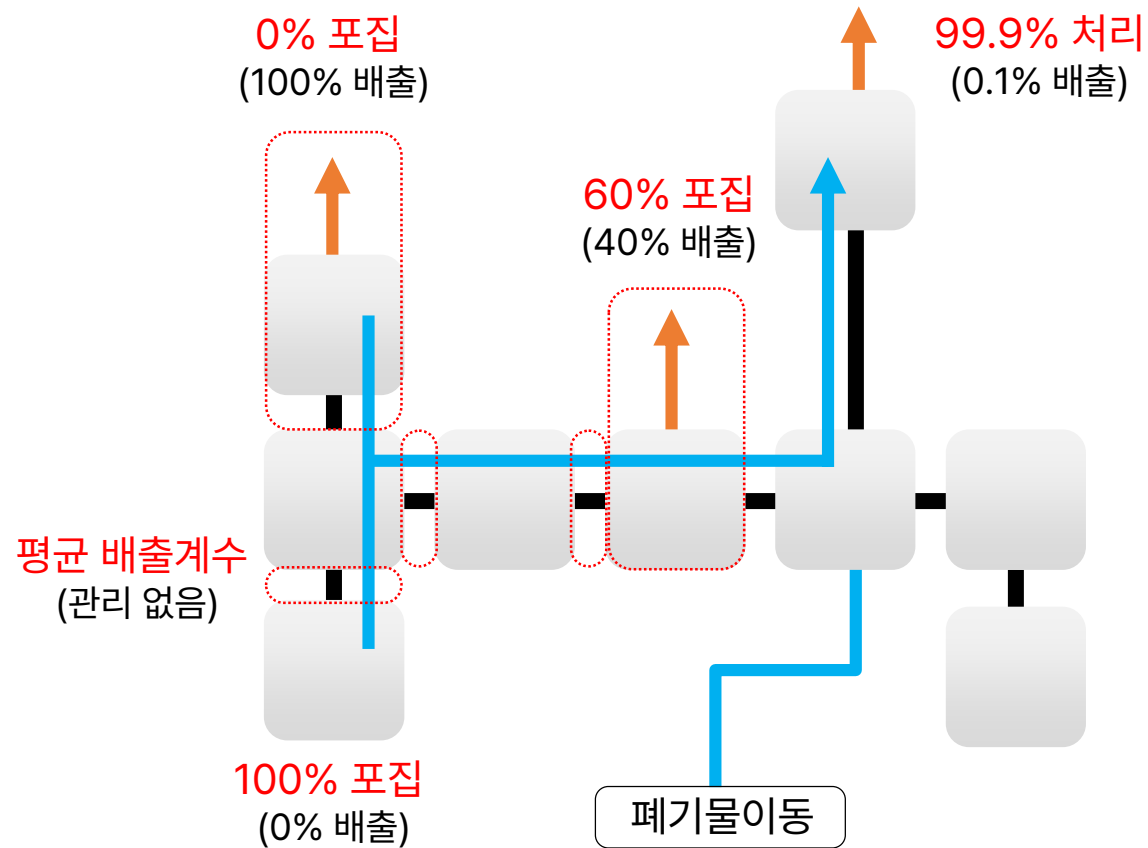 0% 포집
(100% 배출)
99.9% 처리
(0.1% 배출)
60% 포집
(40% 배출)
평균 배출계수
(관리 없음)
100% 포집
(0% 배출)
폐기물이동